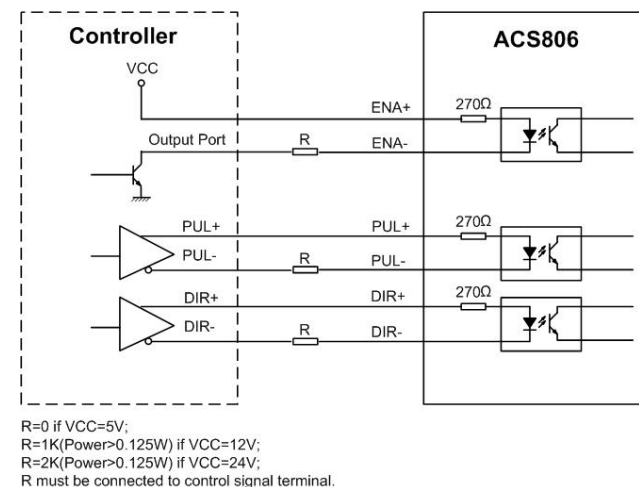 Controller
ACS806
VCC
ENA+
270Ω
Output Port
R
ENA-
PUL+
PUL+
270Ω
PUL-
R
PUL-
DIR+
DIR+
270Ω
DIR-
R
DIR-
R=0 if VCC=5V;
R=1K(Power>0.125W) if VCC=12V;
R=2K(Power>0.125W) if VCC=24V;
R must be connected to control signal terminal.